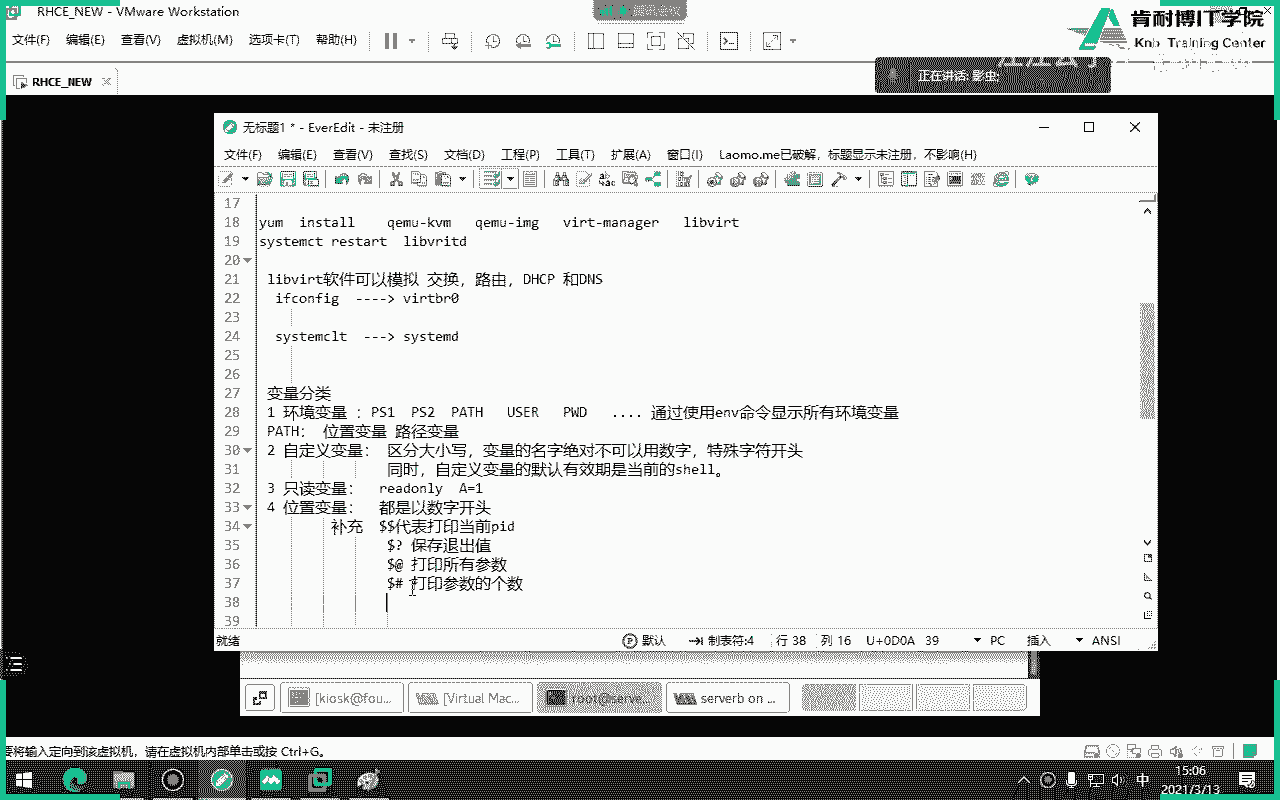 RHCE_NEW - VMware Workstation
肯耐博IT学院
Knb Training Center
文件(F) 编辑(E) 查看(V) 虚拟机(M) 选项卡(T) 帮助(H)
RHCE_NEW
正在讲话: 影虫;
无标题1 * - EverEdit - 未注册
文件(F) 编辑(E) 查看(V) 查找(S) 文档(D) 工程(P) 工具(T) 扩展(A) 窗口(I) Laomo.me已破解，标题显示未注册，不影响(H)
17
18 yum install qemu-kvm qemu-img virt-manager libvirt
19 systemct restart libvritd
20
21 libvirt软件可以模拟 交换，路由，DHCP 和DNS
22 ifconfig ----> virtbr0
23
24 systemclt ---> systemd
25
26
27 变量分类
28 1 环境变量 ：PS1 PS2 PATH USER PWD .... 通过使用env命令显示所有环境变量
29 PATH： 位置变量 路径变量
30 2 自定义变量： 区分大小写，变量的名字绝对不可以用数字，特殊字符开头
31 同时，自定义变量的默认有效期是当前的shell。
32 3 只读变量： readonly A=1
33 4 位置变量： 都是以数字开头
34 补充 $$代表打印当前pid
35 $? 保存退出值
36 $@ 打印所有参数
37 $# 打印参数的个数
38
39
就绪 默认 制表符:4 行 38 列 16 U+0D0A 39 PC 插入 ANSI
[kiosk@fou... [Virtual Mac... root@serve... serverb on ...
要将输入定向到该虚拟机，请在虚拟机内部单击或按 Ctrl+G。
中
15:06
2021/3/13